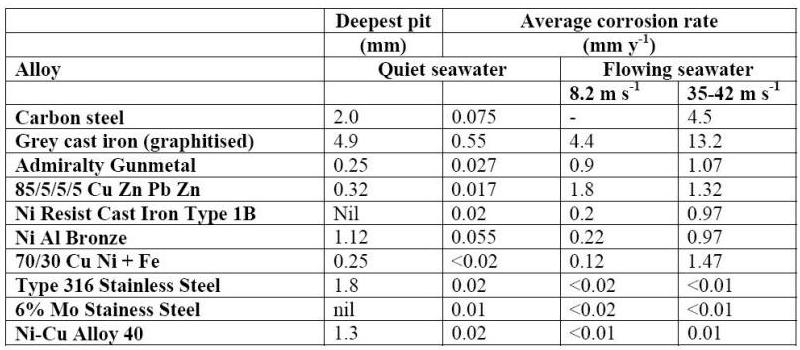 Deepest pit Average corrosion rate
(mm) (mm y-1)
Alloy Quiet seawater Flowing seawater
8.2 m s-1 35-42 m s-1
Carbon steel 2.0 0.075 - 4.5
Grey cast iron (graphitised) 4.9 0.55 4.4 13.2
Admiralty Gunmetal 0.25 0.027 0.9 1.07
85/5/5/5 Cu Zn Pb Zn 0.32 0.017 1.8 1.32
Ni Resist Cast Iron Type 1B Nil 0.02 0.2 0.97
Ni Al Bronze 1.12 0.055 0.22 0.97
70/30 Cu Ni + Fe 0.25 <0.02 0.12 1.47
Type 316 Stainless Steel 1.8 0.02 <0.02 <0.01
6% Mo Stainess Steel nil 0.01 <0.02 <0.01
Ni-Cu Alloy 40 1.3 0.02 <0.01 0.01